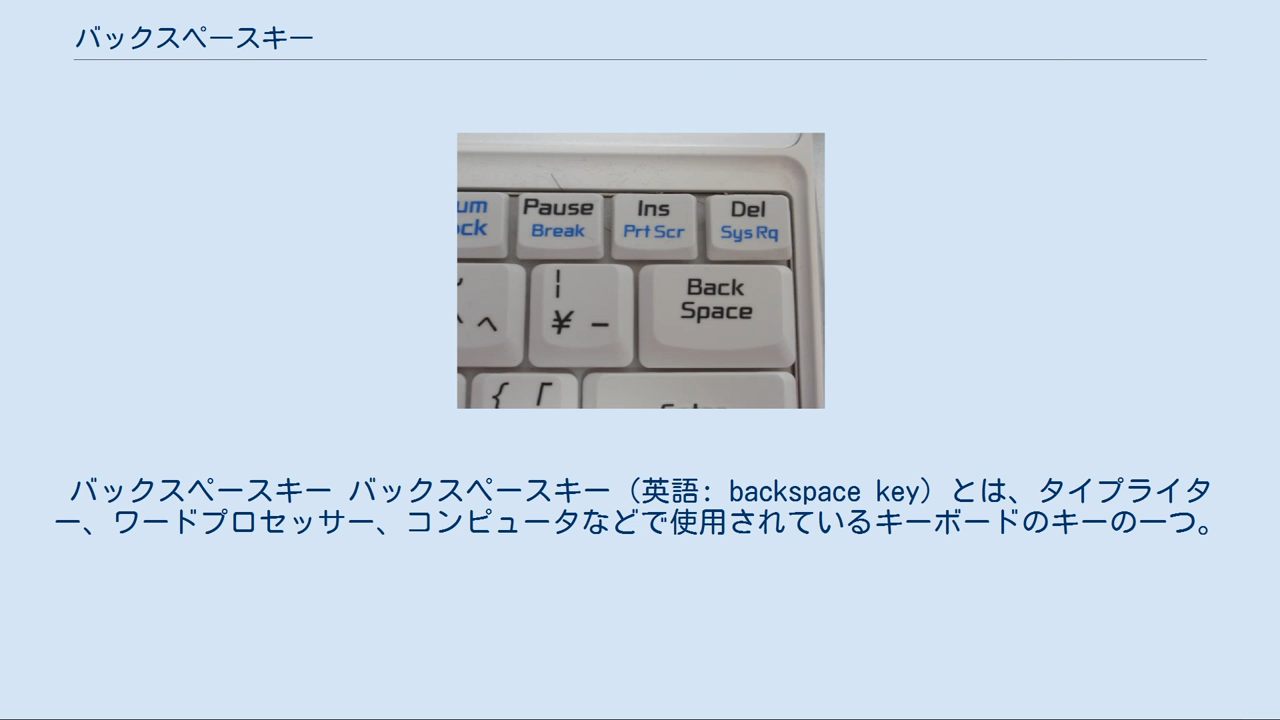 バックスペースキー
Pause
Ins
Del
Break
Prt Scr
Sys Rq
Back
Space
¥ -
{ 「
バックスペースキー バックスペースキー（英語: backspace key）とは、タイプライタ
ー、ワードプロセッサー、コンピュータなどで使用されているキーボードのキーの一つ。